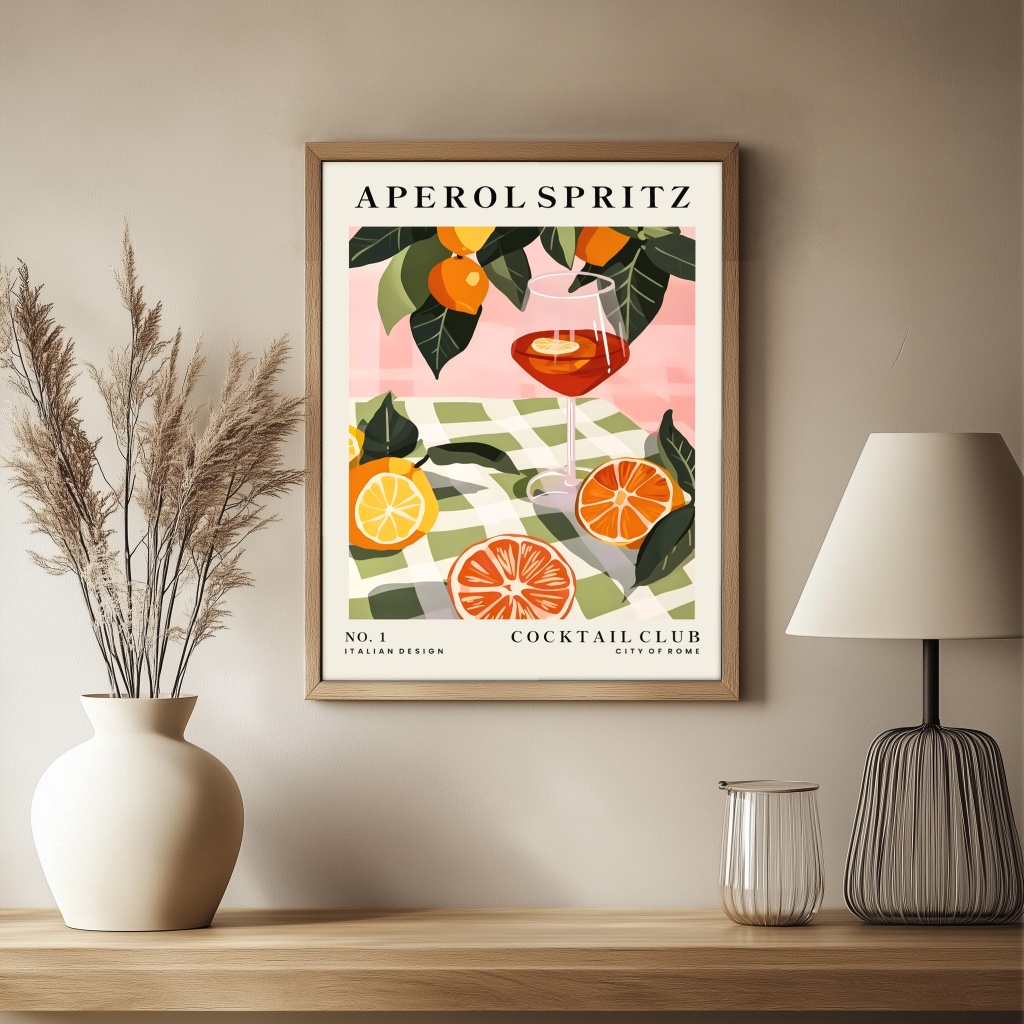 APEROL SPRITZ
NO. 1
ITALIAN DESIGN
COCKTAIL CLUB
CITY OF ROME